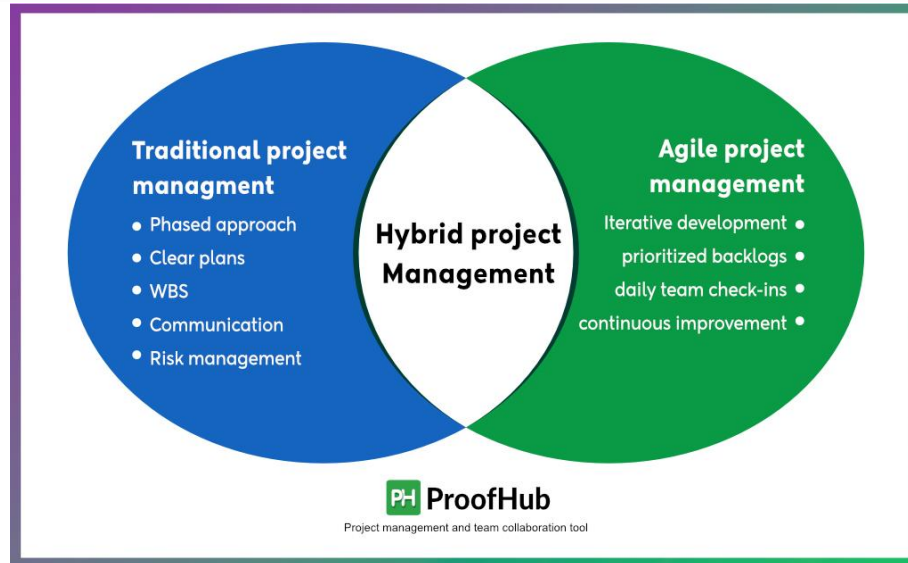 Traditional project
managment
Phased approach
Clear plans
WBS
Communication
Risk management
Hybrid project
Management
Agile project
management
Iterative development
prioritized backlogs
daily team check-ins
continuous improvement
PH ProofHub
Project management and team collaboration tool